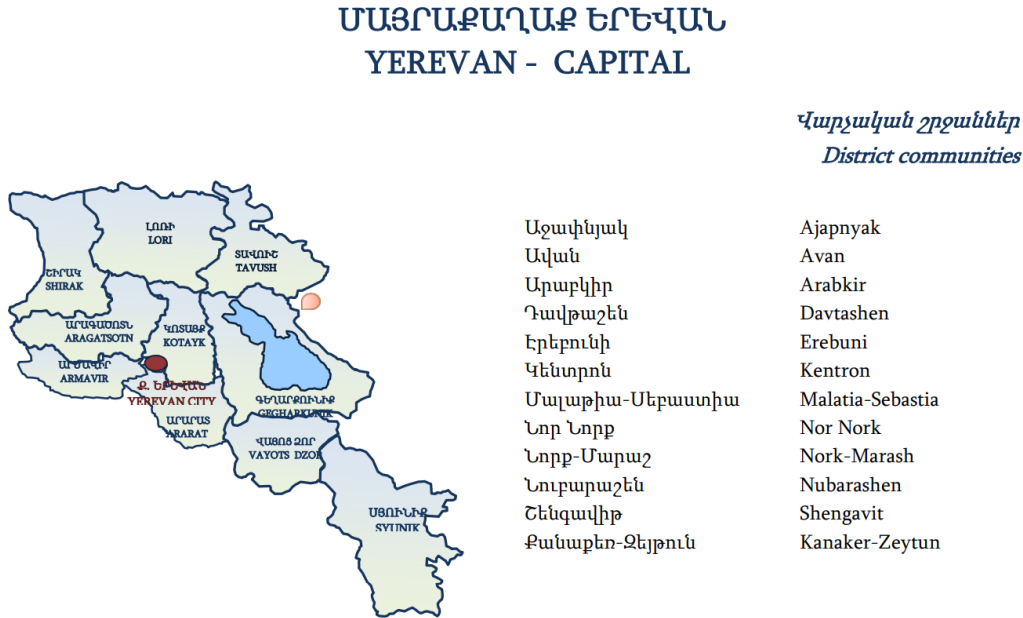 ՄԱՅՐԱՔԱՂԱՔ ԵՐԵՎԱՆ
YEREVAN - CAPITAL
Վարչական շրջաններ
District communities
ԼՈՌԻ
LORI
ՏԱՎՈՒՇ
TAVUSH
ՇԻՐԱԿ
SHIRAK
ԱՐԱԳԱԾՈՏՆ
ARAGATSOTN
ԿՈՏԱՅՔ
KOTAYK
ԱՐՄԱՎԻՐ
ARMAVIR
Ք. ԵՐԵՎԱՆ
YEREVAN CITY
ԳԵՂԱՐՔՈՒՆԻՔ
GEGHARKUNIK
ԱՐԱՐԱՏ
ARARAT
ՎԱՅՈՑ ՁՈՐ
VAYOTS DZOR
ՍՅՈՒՆԻՔ
SYUNIK
Աջափնյակ Ajapnyak
Ավան Avan
Արաբկիր Arabkir
Դավթաշեն Davtashen
Էրեբունի Erebuni
Կենտրոն Kentron
Մալաթիա-Սեբաստիա Malatia-Sebastia
Նոր Նորք Nor Nork
Նորք-Մարաշ Nork-Marash
Նուբարաշեն Nubarashen
Շենգավիթ Shengavit
Քանաքեռ-Զեյթուն Kanaker-Zeytun